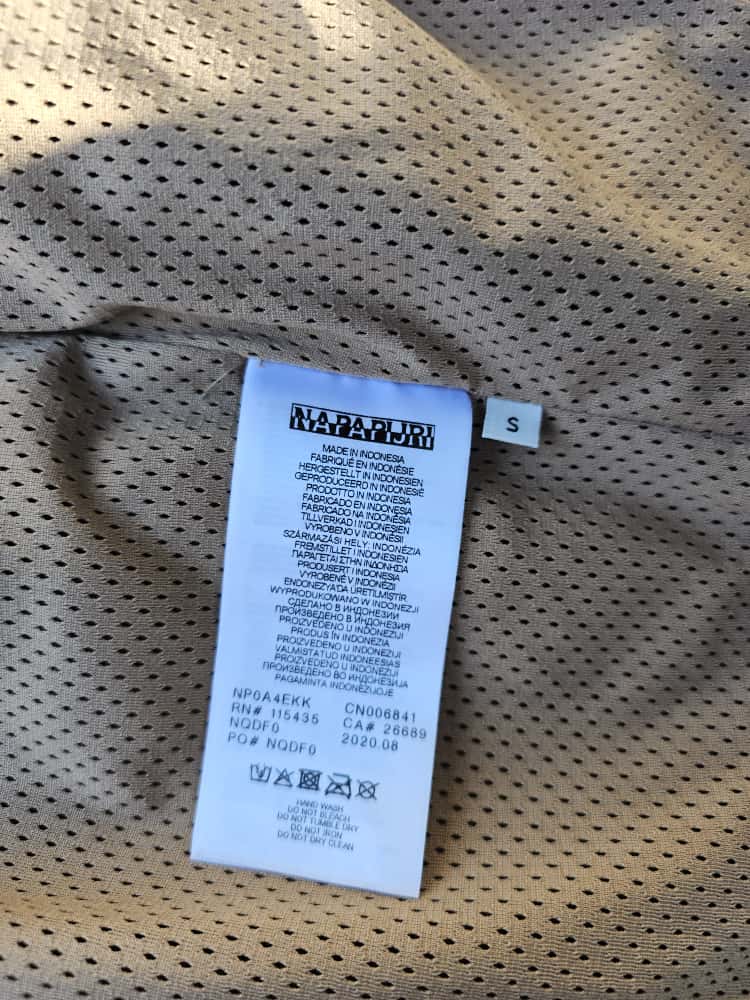 NAPAPIJRI
S
MADE IN INDONESIA
FABRIQUÉ EN INDONÉSIE
HERGESTELLT IN INDONESIEN
GEPRODUCEERD IN INDONESIË
PRODOTTO IN INDONESIA
FABRICADO EN INDONESIA
FABRICADO NA INDONÉSIA
TILLVERKAD I INDONESIEN
VYROBENO V INDONÉSII
SZÁRMAZÁSI HELY: INDONÉZIA
FREMSTILLET I INDONESIEN
ΠΑΡΑΓΕΤΑΙ ΣΤΗΝ ΙΝΔΟΝΗΣΙΑ
PRODUSERT I INDONESIA
VYROBENÉ V INDONÉZII
ENDONEZYADA ÜRETİLMİŞTİR
WYPRODUKOWANO W INDONEZJI
СДЕЛАНО В ИНДОНЕЗИИ
ПРОИЗВЕДЕНО В ИНДОНЕЗИЯ
PROIZVEDENO U INDONEZIJI
PRODUS ÎN INDONEZIA
PROIZVEDENO U INDONEZIJI
VALMISTATUD INDONEESIAS
PROIZVEDENO U INDONEZIJI
ПРОИЗВЕДЕНО ВО ИНДОНЕЗИЈА
PAGAMINTA INDONEZIJOJE
NP0A4EKK CN006841
RN# 115435 CA# 26689
NQDF0 2020.08
PO# NQDF0
HAND WASH
DO NOT BLEACH
DO NOT TUMBLE DRY
DO NOT IRON
DO NOT DRY CLEAN